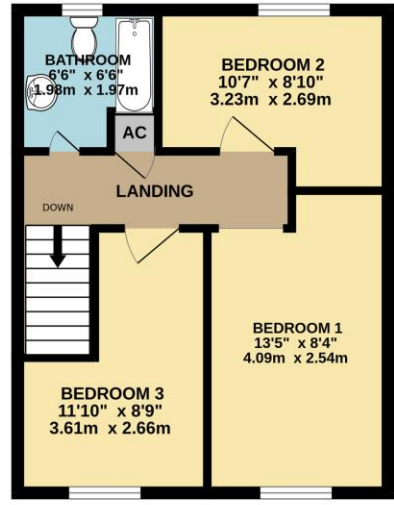 BATHROOM
6'6" x 6'6"
1.98m x 1.97m
BEDROOM 2
10'7" x 8'10"
3.23m x 2.69m
AC
LANDING
DOWN
BEDROOM 1
13'5" x 8'4"
4.09m x 2.54m
BEDROOM 3
11'10" x 8'9"
3.61m x 2.66m